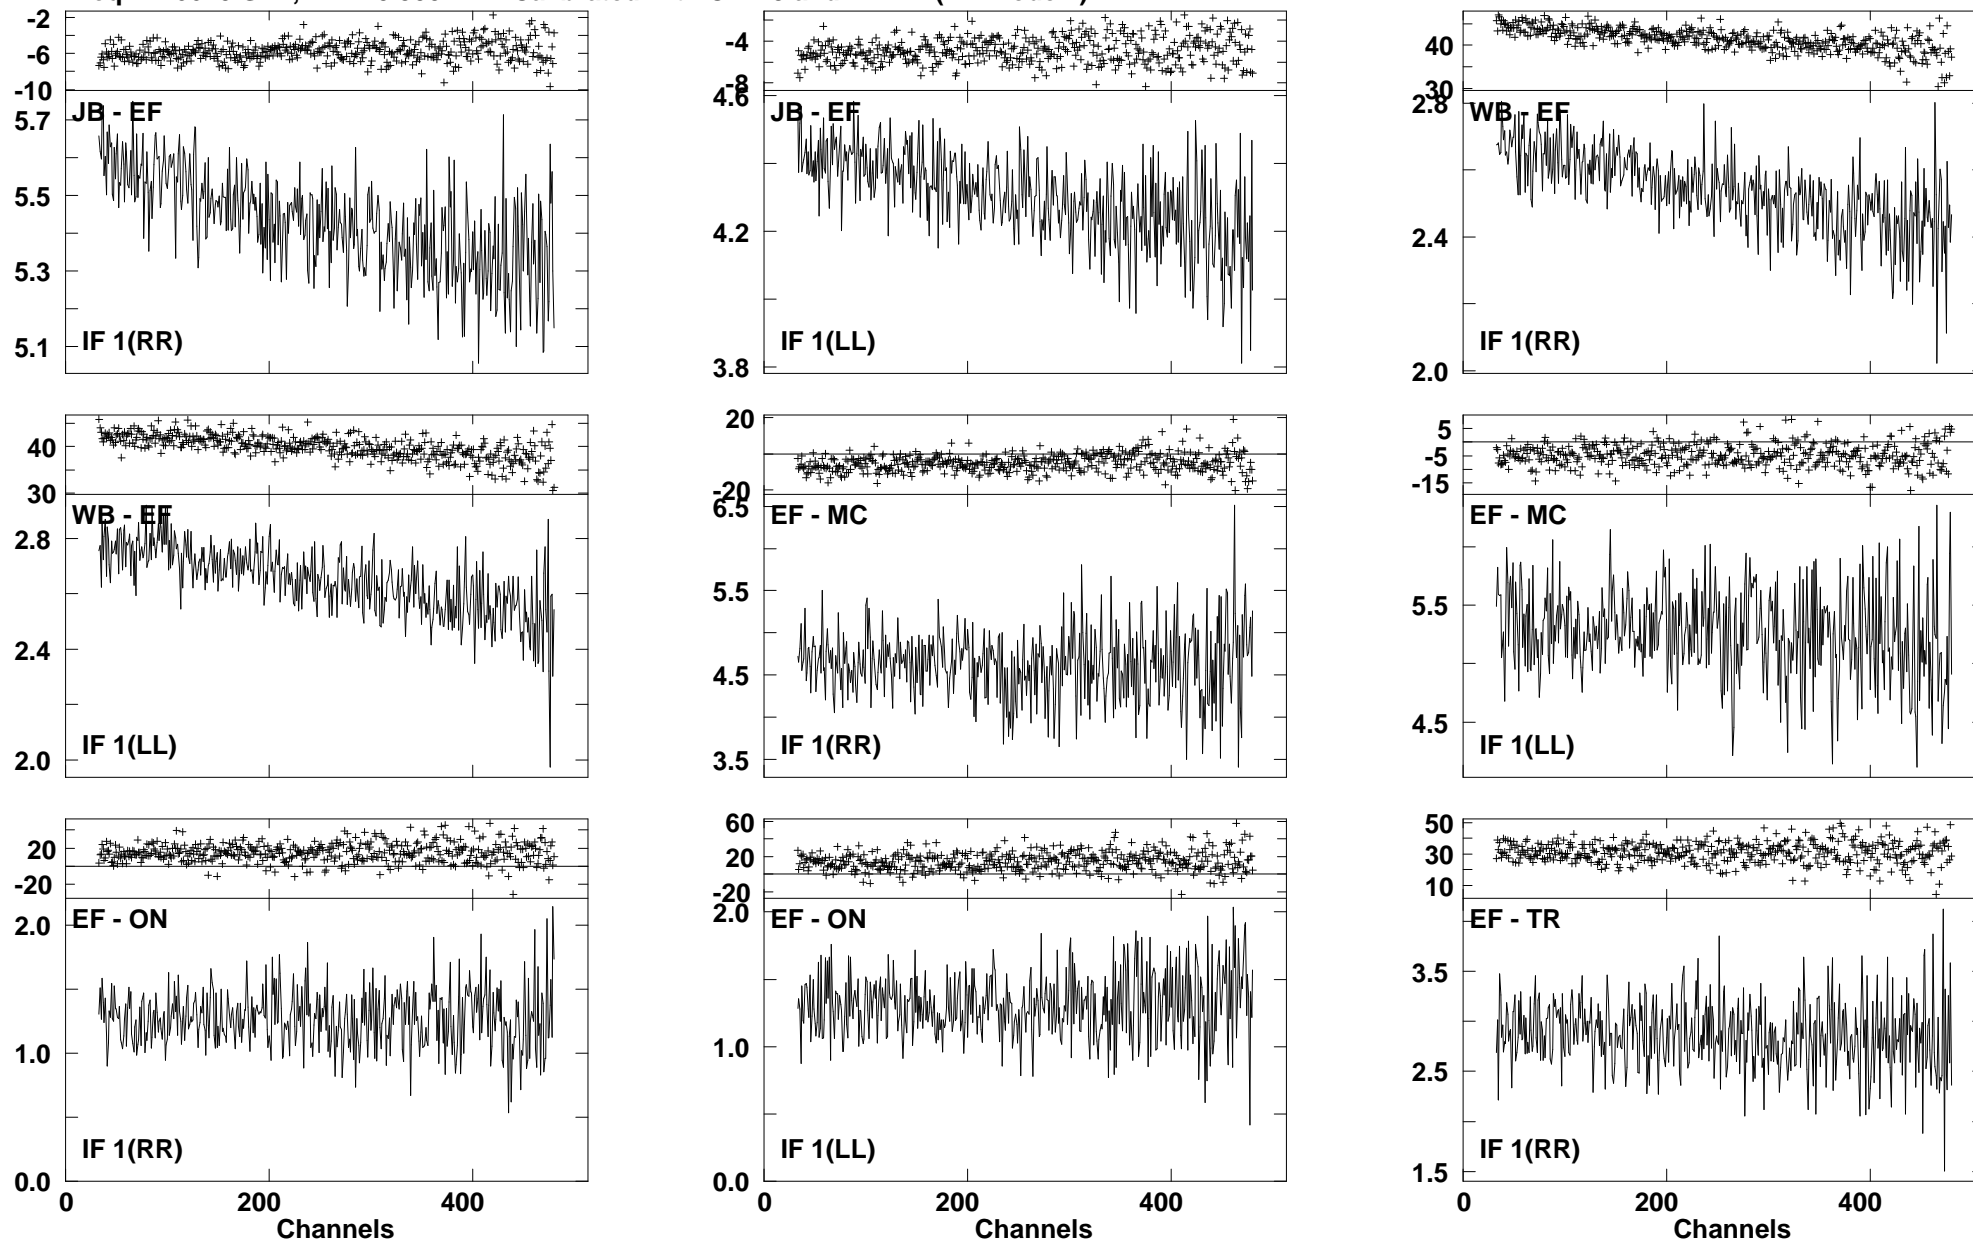 -2
-6
-10
JB - EF
5.7
5.5
5.3
5.1
IF 1(RR)
-4
-8
4.6
JB - EF
4.2
3.8
IF 1(LL)
40
30
2.8
WB - EF
2.4
2.0
IF 1(RR)
40
30
WB - EF
2.8
2.4
2.0
IF 1(LL)
20
-20
6.5
EF - MC
5.5
4.5
3.5
IF 1(RR)
5
-5
-15
EF - MC
5.5
4.5
IF 1(LL)
20
-20
EF - ON
2.0
1.0
0.0
IF 1(RR)
0 200 400
Channels
60
20
-20
2.0
EF - ON
1.0
0.0
IF 1(LL)
0 200 400
Channels
50
30
10
EF - TR
3.5
2.5
1.5
IF 1(RR)
0 200 400
Channels